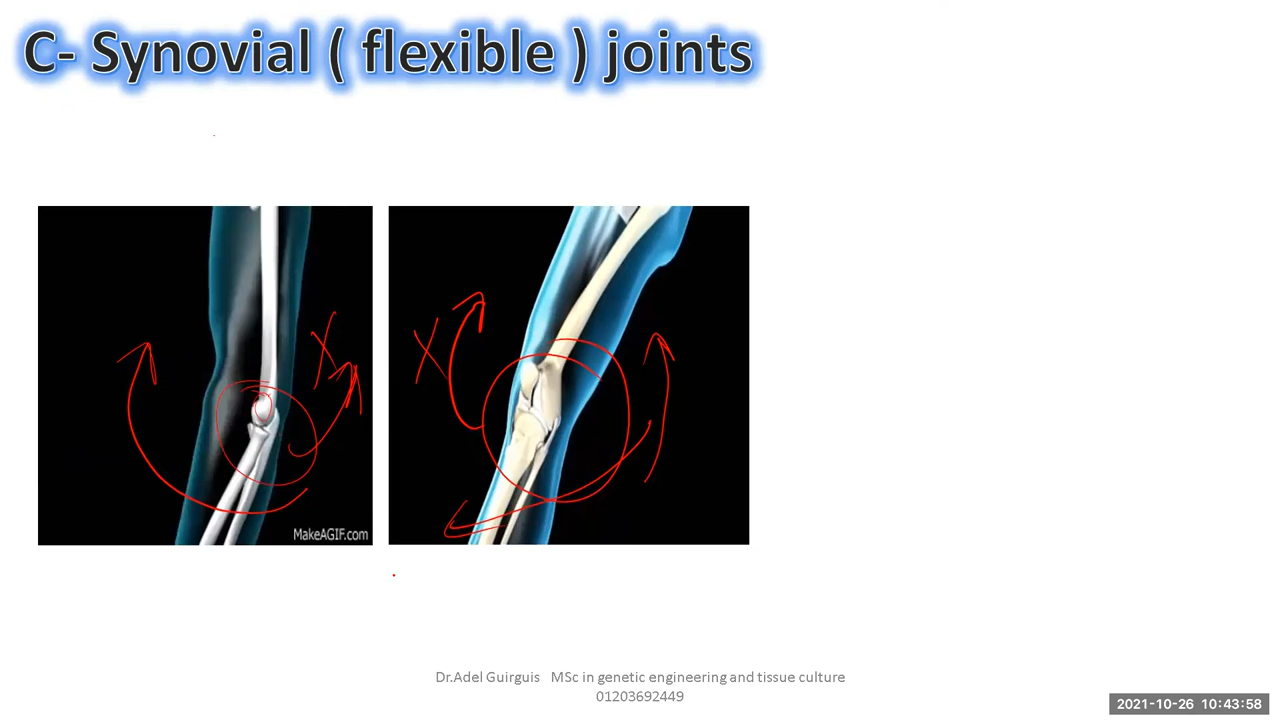 C- Synovial ( flexible ) joints
X
X
MakeAGIF.com
Dr.Adel Guirguis MSc in genetic engineering and tissue culture
01203692449
2021-10-26 10:43:58